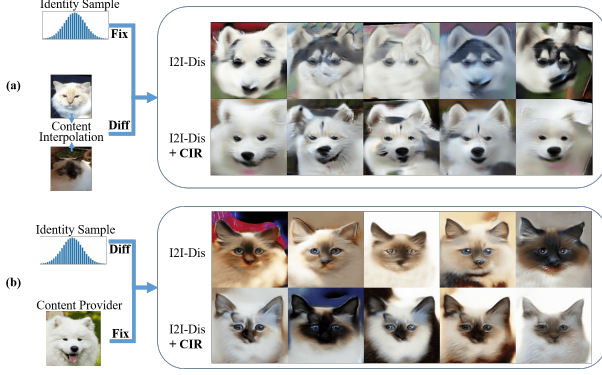 Identity Sample
Fix
(a)
Content
Interpolation
Diff
I2I-Dis
I2I-Dis
+ CIR
Identity Sample
Diff
(b)
Content Provider
Fix
I2I-Dis
I2I-Dis
+ CIR